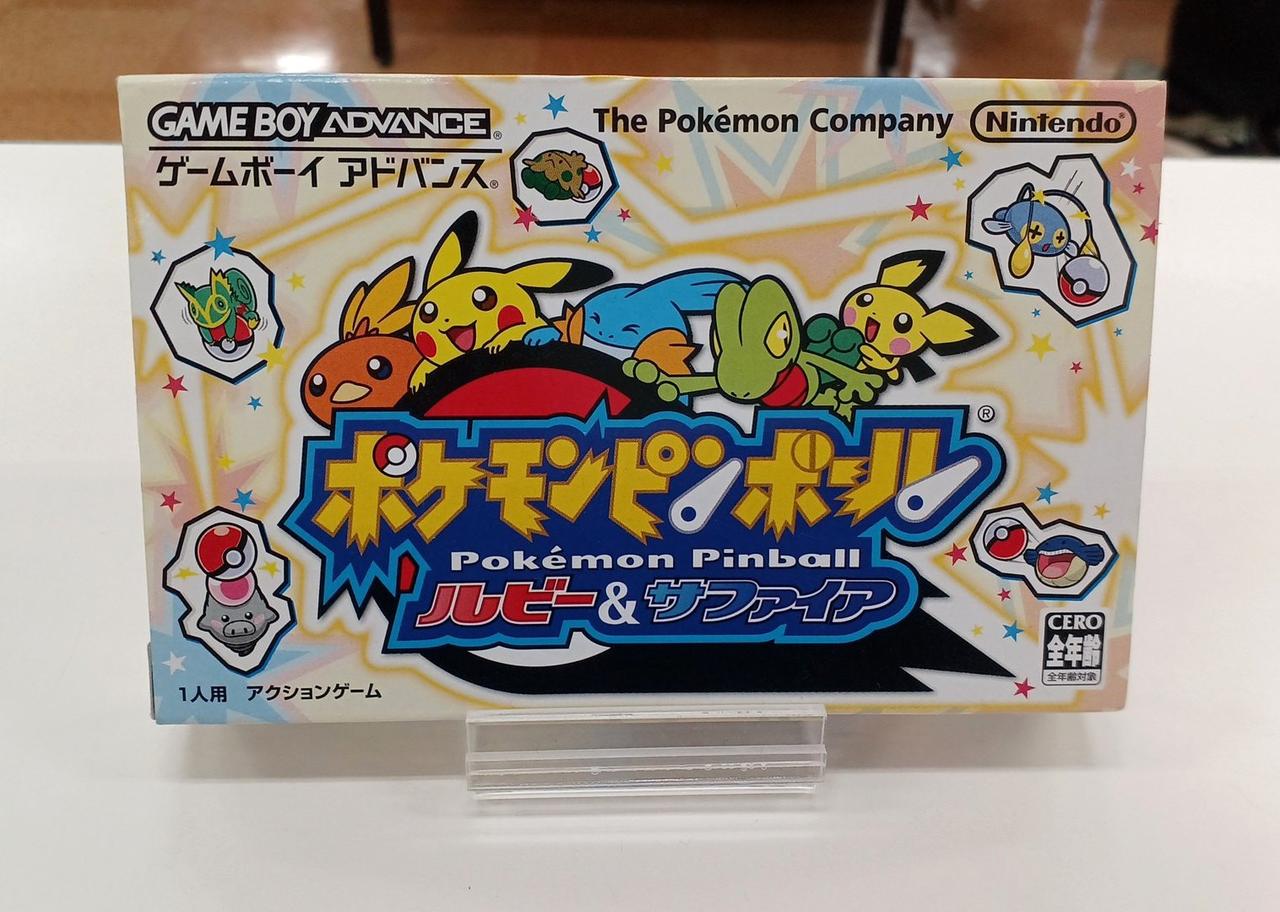 GAME BOY ADVANCE®
ゲームボーイ アドバンス®
The Pokémon Company
Nintendo®
ポケモンピンボール®
Pokémon Pinball
ルビー&サファイア
1人用 アクションゲーム
CERO
全年齢
全年齢対象